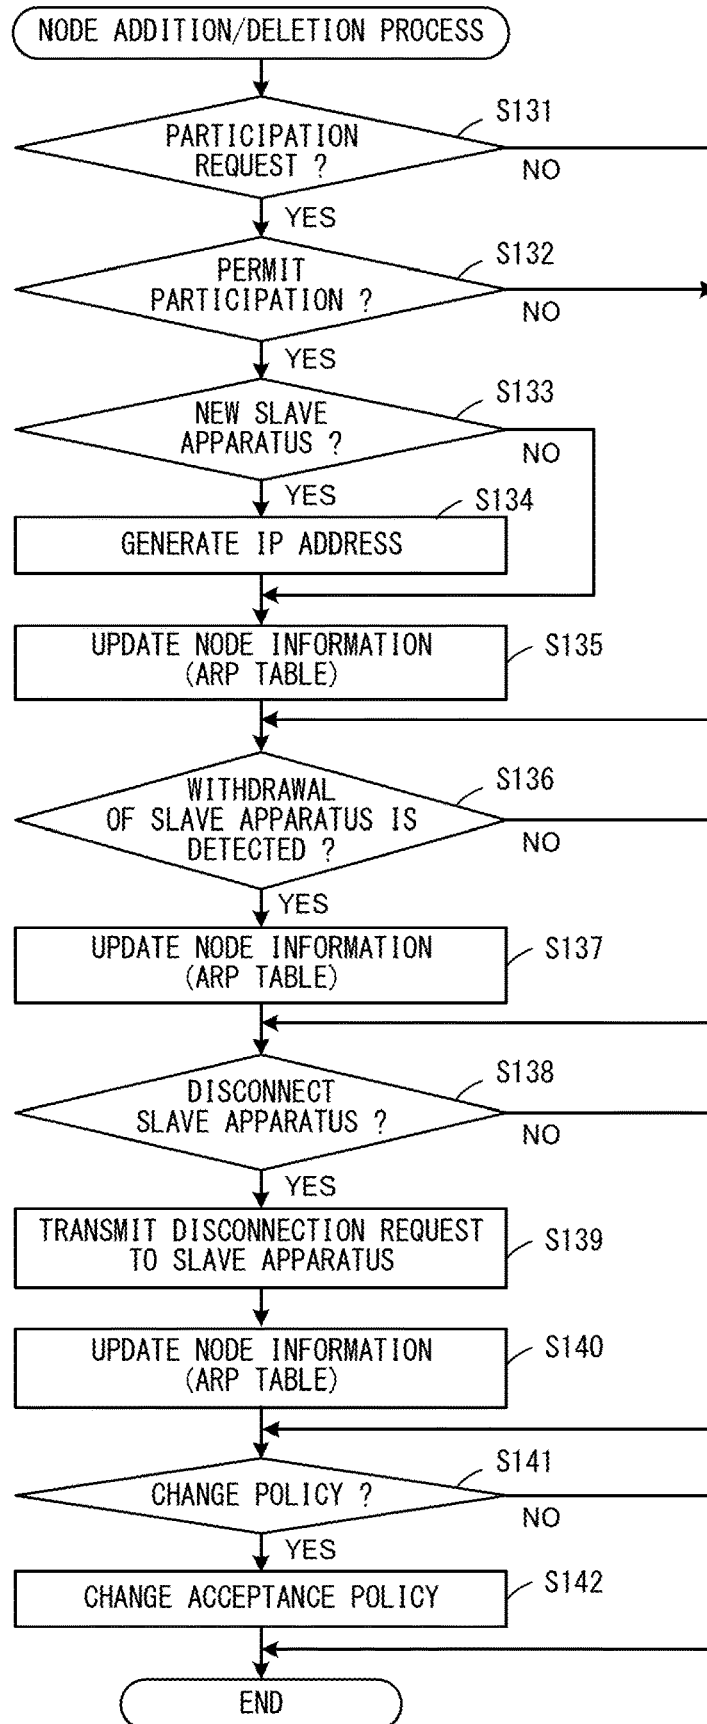 NODE ADDITION/DELETION PROCESS
S131
PARTICIPATION
REQUEST ?
NO
YES
S132
PERMIT
PARTICIPATION ?
NO
YES
S133
NEW SLAVE
APPARATUS ?
NO
YES
S134
GENERATE IP ADDRESS
UPDATE NODE INFORMATION
(ARP TABLE)
S135
S136
WITHDRAWAL
OF SLAVE APPARATUS IS
DETECTED ?
NO
YES
UPDATE NODE INFORMATION
(ARP TABLE)
S137
S138
DISCONNECT
SLAVE APPARATUS ?
NO
YES
TRANSMIT DISCONNECTION REQUEST
TO SLAVE APPARATUS
S139
UPDATE NODE INFORMATION
(ARP TABLE)
S140
S141
CHANGE POLICY ?
NO
YES
CHANGE ACCEPTANCE POLICY
S142
END